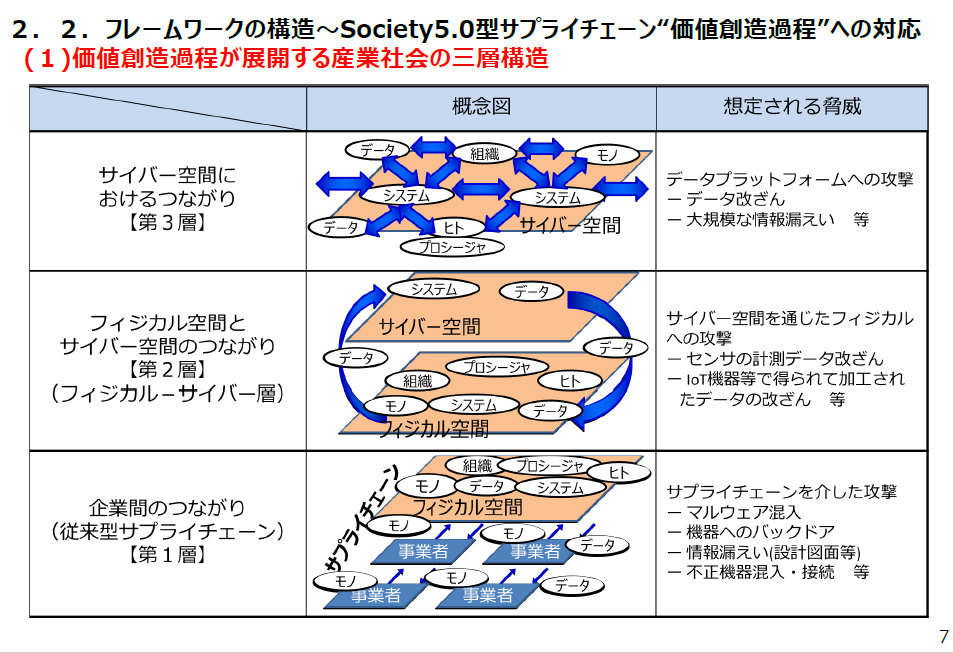 ２．２．フレームワークの構造～Society5.0型サプライチェーン“価値創造過程”への対応
(１)価値創造過程が展開する産業社会の三層構造
概念図
想定される脅威
サイバー空間に
おけるつながり
【第３層】
データ
組織
モノ
システム
システム
データ
ヒト
サイバー空間
プロシージャ
データプラットフォームへの攻撃
－ データ改ざん
－ 大規模な情報漏えい　等
フィジカル空間と
サイバー空間のつながり
【第２層】
（フィジカル－サイバー層）
システム
データ
サイバー空間
データ
データ
プロシージャ
組織
ヒト
モノ
システム
データ
フィジカル空間
サイバー空間を通じたフィジカル
への攻撃
－ センサの計測データ改ざん
－ IoT機器等で得られて加工され
たデータの改ざん　等
企業間のつながり
（従来型サプライチェーン）
【第１層】
サプライチェーン
組織
プロシージャ
ヒト
モノ
データ
システム
フィジカル空間
モノ
モノ
事業者
事業者
データ
モノ
モノ
データ
事業者
事業者
サプライチェーンを介した攻撃
－ マルウェア混入
－ 機器へのバックドア
－ 情報漏えい(設計図面等)
－ 不正機器混入・接続　等
7